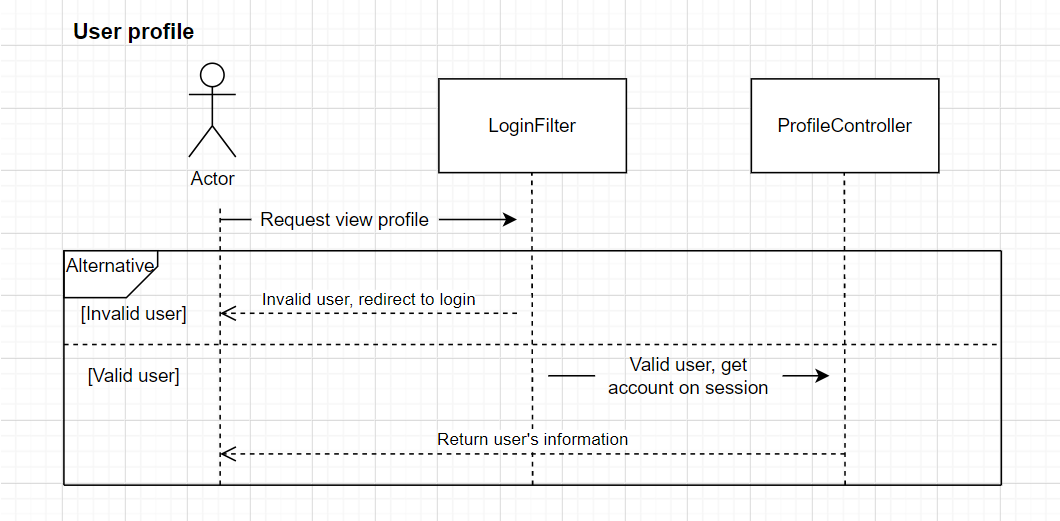 User profile
LoginFilter
ProfileController
Actor
Request view profile
Alternative
Invalid user, redirect to login
[Invalid user]
Valid user, get
account on session
[Valid user]
Return user's information